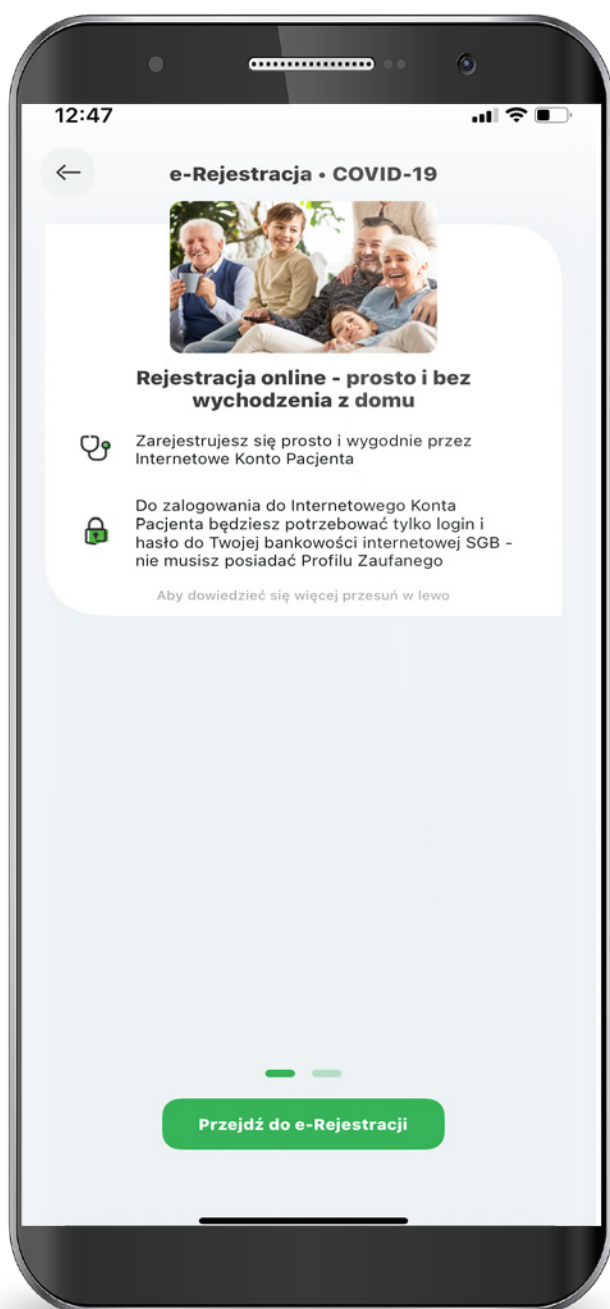 12:47
e-Rejestracja • COVID-19
Rejestracja online - prosto i bez
wychodzenia z domu
Zarejestrujesz się prosto i wygodnie przez
Internetowe Konto Pacjenta
Do zalogowania do Internetowego Konta
Pacjenta będziesz potrzebować tylko login i
hasło do Twojej bankowości internetowej SGB -
nie musisz posiadać Profilu Zaufanego
Aby dowiedzieć się więcej przesuń w lewo
Przejdź do e-Rejestracji